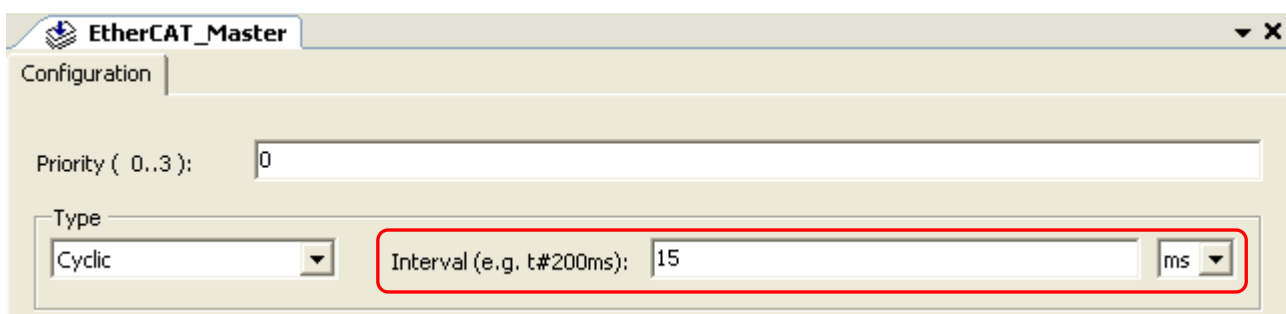 EtherCAT_Master
Configuration
Priority ( 0..3 ): 0
Type
Cyclic Interval (e.g. t#200ms): 15 ms